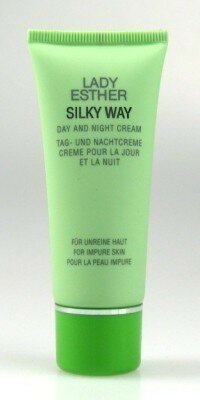 LADY
ESTHER
SILKY WAY
DAY AND NIGHT CREAM
TAG- UND NACHTCREME
CREME POUR LA JOUR
ET LA NUIT
FÜR UNREINE HAUT
FOR IMPURE SKIN
POUR LA PEAU IMPURE